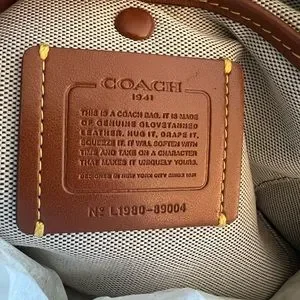 COACH
1941
THIS IS A COACH BAG. IT IS MADE
OF GENUINE GLOVETANNED
LEATHER. HUG IT, DRAPE IT,
SQUEEZE IT. IT WILL SOFTEN WITH
TIME AND TAKE ON A CHARACTER
THAT MAKES IT UNIQUELY YOURS.
DESIGNED IN NEW YORK CITY SINCE 1941
Nº L1980-89004